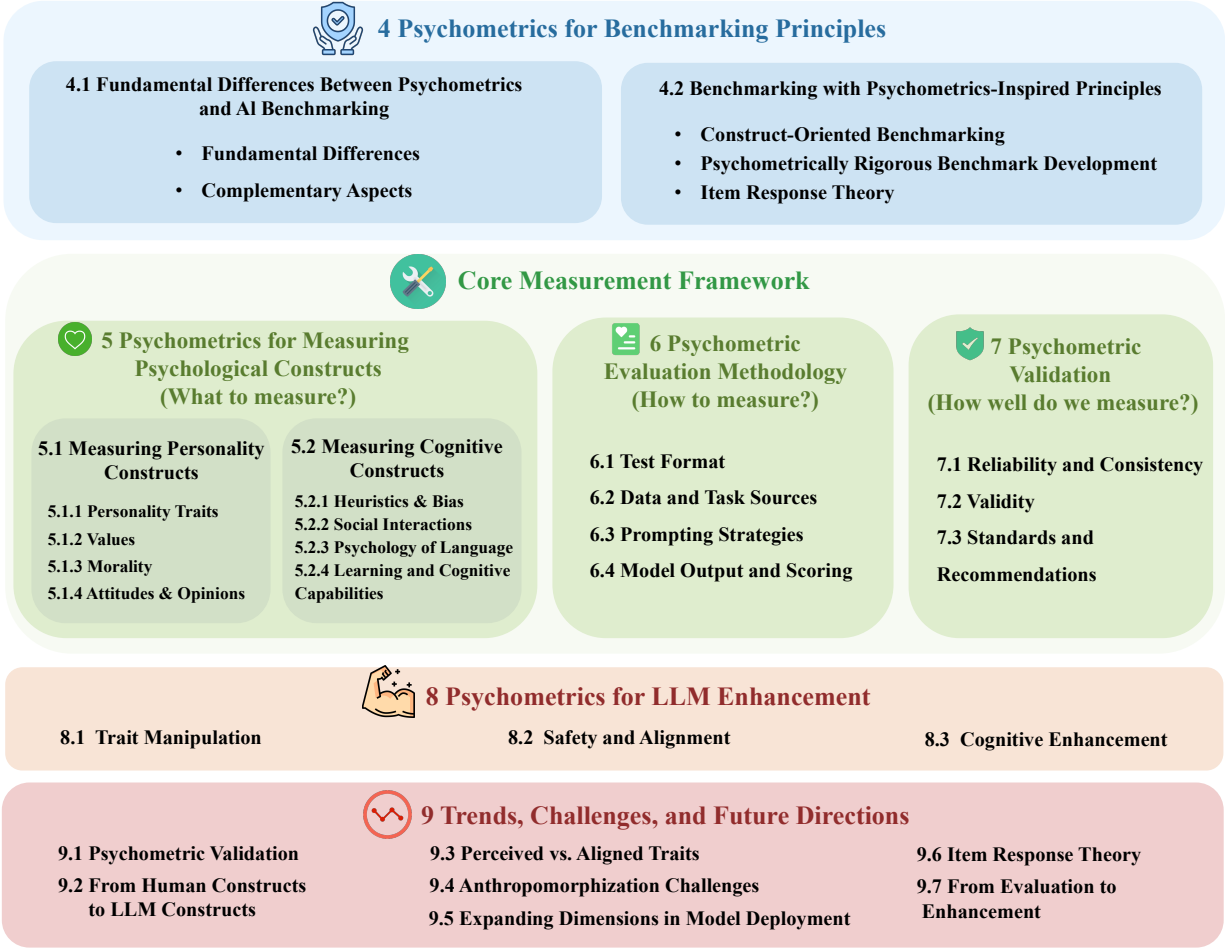 4 Psychometrics for Benchmarking Principles
4.1 Fundamental Differences Between Psychometrics
and AI Benchmarking
• Fundamental Differences
• Complementary Aspects
4.2 Benchmarking with Psychometrics-Inspired Principles
• Construct-Oriented Benchmarking
• Psychometrically Rigorous Benchmark Development
• Item Response Theory
Core Measurement Framework
5 Psychometrics for Measuring
Psychological Constructs
(What to measure?)
5.1 Measuring Personality
Constructs
5.1.1 Personality Traits
5.1.2 Values
5.1.3 Morality
5.1.4 Attitudes & Opinions
5.2 Measuring Cognitive
Constructs
5.2.1 Heuristics & Bias
5.2.2 Social Interactions
5.2.3 Psychology of Language
5.2.4 Learning and Cognitive
Capabilities
6 Psychometric
Evaluation Methodology
(How to measure?)
6.1 Test Format
6.2 Data and Task Sources
6.3 Prompting Strategies
6.4 Model Output and Scoring
7 Psychometric
Validation
(How well do we measure?)
7.1 Reliability and Consistency
7.2 Validity
7.3 Standards and
Recommendations
8 Psychometrics for LLM Enhancement
8.1 Trait Manipulation
8.2 Safety and Alignment
8.3 Cognitive Enhancement
9 Trends, Challenges, and Future Directions
9.1 Psychometric Validation
9.2 From Human Constructs
to LLM Constructs
9.3 Perceived vs. Aligned Traits
9.4 Anthropomorphization Challenges
9.5 Expanding Dimensions in Model Deployment
9.6 Item Response Theory
9.7 From Evaluation to
Enhancement